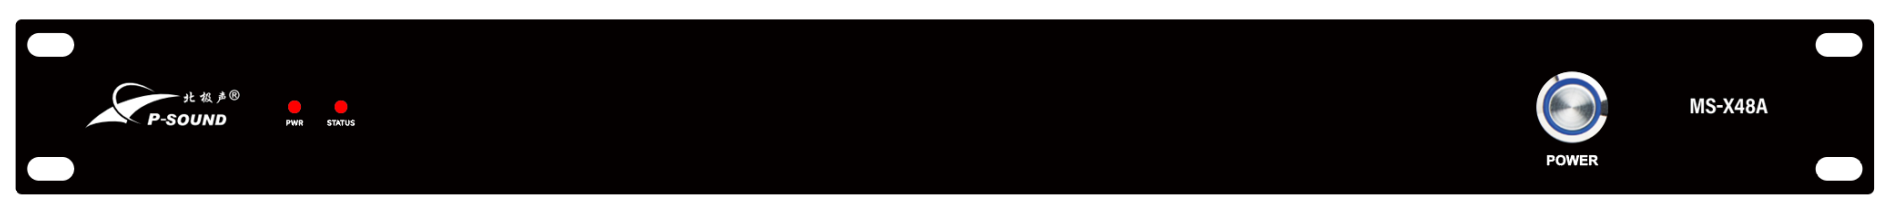 北极声®
P-SOUND
PWR
STATUS
POWER
MS-X48A